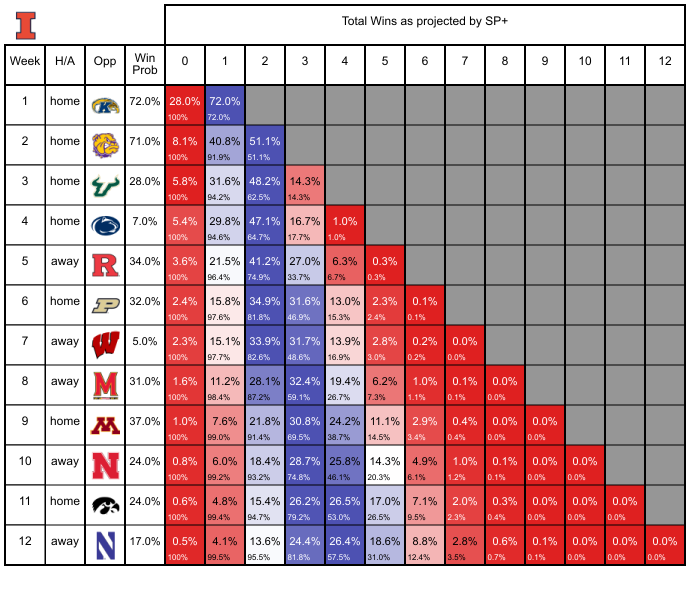 I
Total Wins as projected by SP+
Week H/A Opp Win Prob 0 1 2 3 4 5 6 7 8 9 10 11 12
1 home K 72.0% 28.0% 72.0%
100% 72.0%
2 home 71.0% 8.1% 40.8% 51.1%
100% 91.9% 51.1%
3 home 28.0% 5.8% 31.6% 48.2% 14.3%
100% 94.2% 62.5% 14.3%
4 home 7.0% 5.4% 29.8% 47.1% 16.7% 1.0%
100% 94.6% 64.7% 17.7% 1.0%
5 away R 34.0% 3.6% 21.5% 41.2% 27.0% 6.3% 0.3%
100% 96.4% 74.9% 33.7% 6.7% 0.3%
6 home P 32.0% 2.4% 15.8% 34.9% 31.6% 13.0% 2.3% 0.1%
100% 97.6% 81.8% 46.9% 15.3% 2.4% 0.1%
7 away W 5.0% 2.3% 15.1% 33.9% 31.7% 13.9% 2.8% 0.2% 0.0%
100% 97.7% 82.6% 48.6% 16.9% 3.0% 0.2% 0.0%
8 away M 31.0% 1.6% 11.2% 28.1% 32.4% 19.4% 6.2% 1.0% 0.1% 0.0%
100% 98.4% 87.2% 59.1% 26.7% 7.3% 1.1% 0.1% 0.0%
9 home M 37.0% 1.0% 7.6% 21.8% 30.8% 24.2% 11.1% 2.9% 0.4% 0.0% 0.0%
100% 99.0% 91.4% 69.5% 38.7% 14.5% 3.4% 0.4% 0.0% 0.0%
10 away N 24.0% 0.8% 6.0% 18.4% 28.7% 25.8% 14.3% 4.9% 1.0% 0.1% 0.0% 0.0%
100% 99.2% 93.2% 74.8% 46.1% 20.3% 6.1% 1.2% 0.1% 0.0% 0.0%
11 home 24.0% 0.6% 4.8% 15.4% 26.2% 26.5% 17.0% 7.1% 2.0% 0.3% 0.0% 0.0% 0.0%
100% 99.4% 94.7% 79.2% 53.0% 26.5% 9.5% 2.3% 0.4% 0.0% 0.0% 0.0%
12 away N 17.0% 0.5% 4.1% 13.6% 24.4% 26.4% 18.6% 8.8% 2.8% 0.6% 0.1% 0.0% 0.0% 0.0%
100% 99.5% 95.5% 81.8% 57.5% 31.0% 12.4% 3.5% 0.7% 0.1% 0.0% 0.0% 0.0%